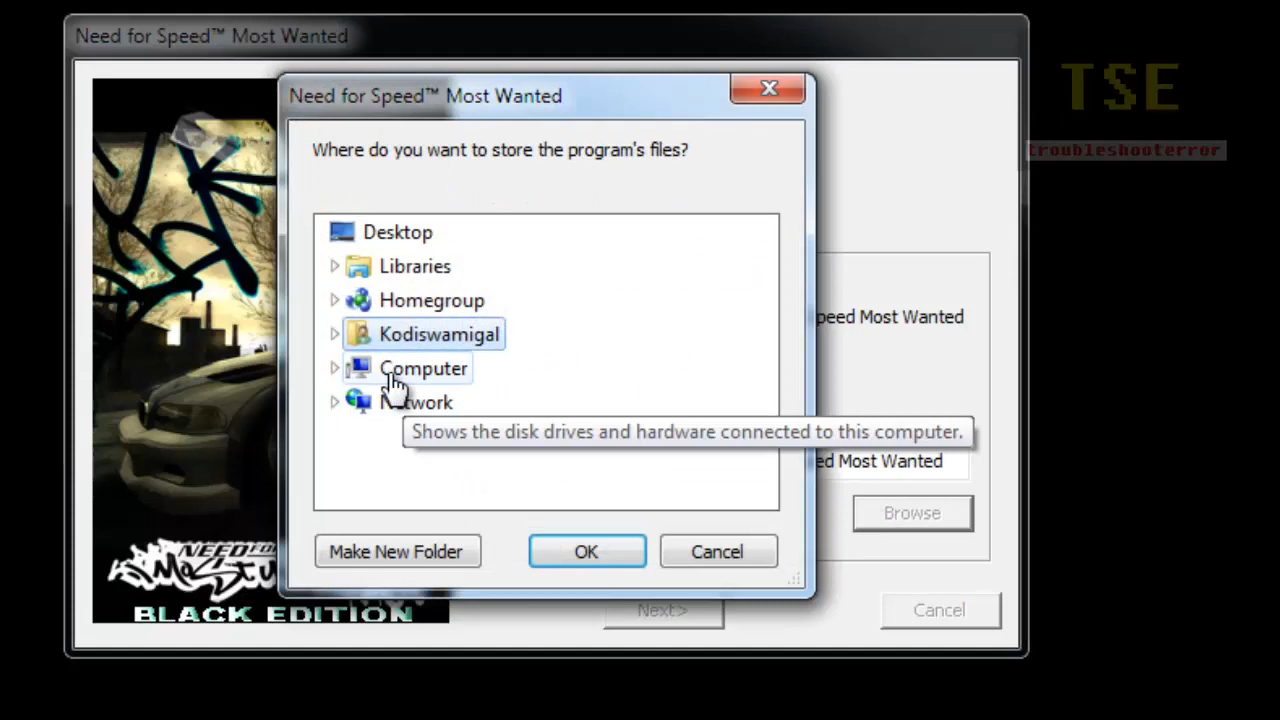 Need for Speed™ Most Wanted
TSE
troubleshooterror
Need for Speed™ Most Wanted
Where do you want to store the program's files?
Desktop
Libraries
Homegroup
Kodiswamigal
Computer
Network
Shows the disk drives and hardware connected to this computer.
Make New Folder
OK
Cancel
peed Most Wanted
ed Most Wanted
Browse
Next>
Cancel
NEED FO
BLACK EDITION